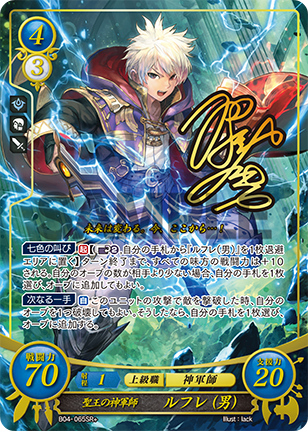 4
3
未来は変わる。今、ここから…！
七色の叫び 起 【 2 、自分の手札から「ルフレ(男)」を1枚退避
エリアに置く】ターン終了まで、すべての味方の戦闘力は＋10
される。自分のオーブの数が相手より少ない場合、自分の手札を1枚
選び、オーブに追加してもよい。
次なる一手 自 このユニットの攻撃で敵を撃破した時、自分の
オーブを1つ破壊してもよい。そうしたなら、自分の手札を1枚選び、
オーブに追加する。
戦闘力
70
射程 1 上級職 神軍師
支援力
20
聖王の神軍師 ルフレ(男)
B04-065SR+ Illust：lack